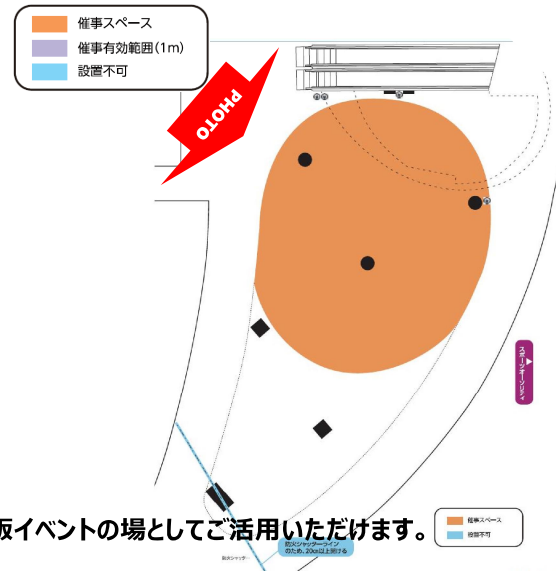 催事スペース
催事有効範囲(1m)
設置不可
PHOTO
スポーツオーソリティ
販イベントの場としてご活用いただけます。
催事スペース
設置不可
防火シャッターライン
のため、20cm以上避ける
防火シャッター